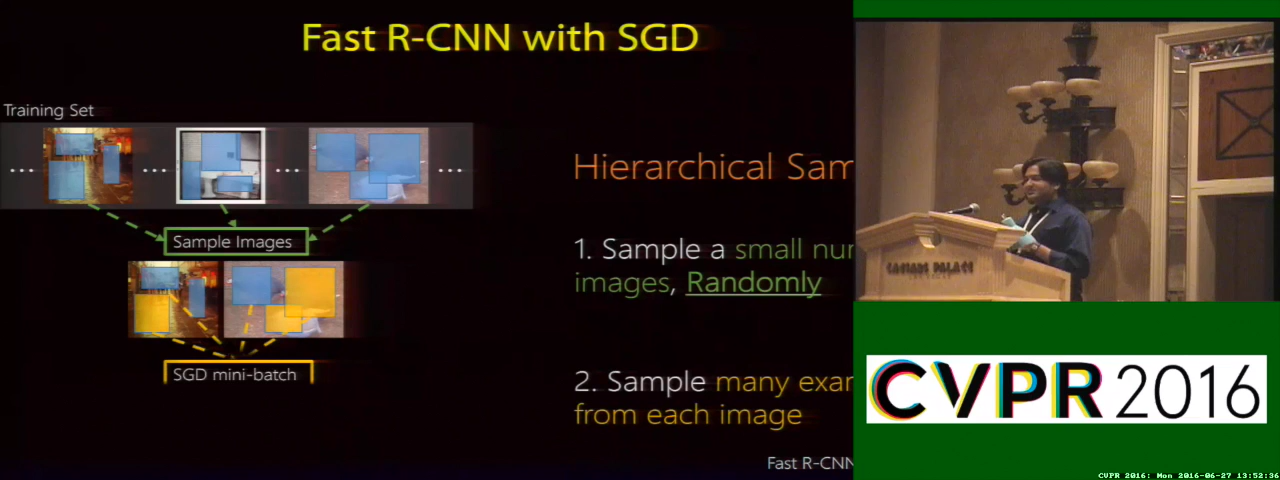 Fast R-CNN with SGD
Training Set
Sample Images
SGD mini-batch
Hierarchical Sam
1. Sample a small num
images, Randomly
2. Sample many exam
from each image
Fast R-CNN
CAESARS PALACE
CVPR 2016
CVPR 2016: Mon 2016-06-27 13:52:36